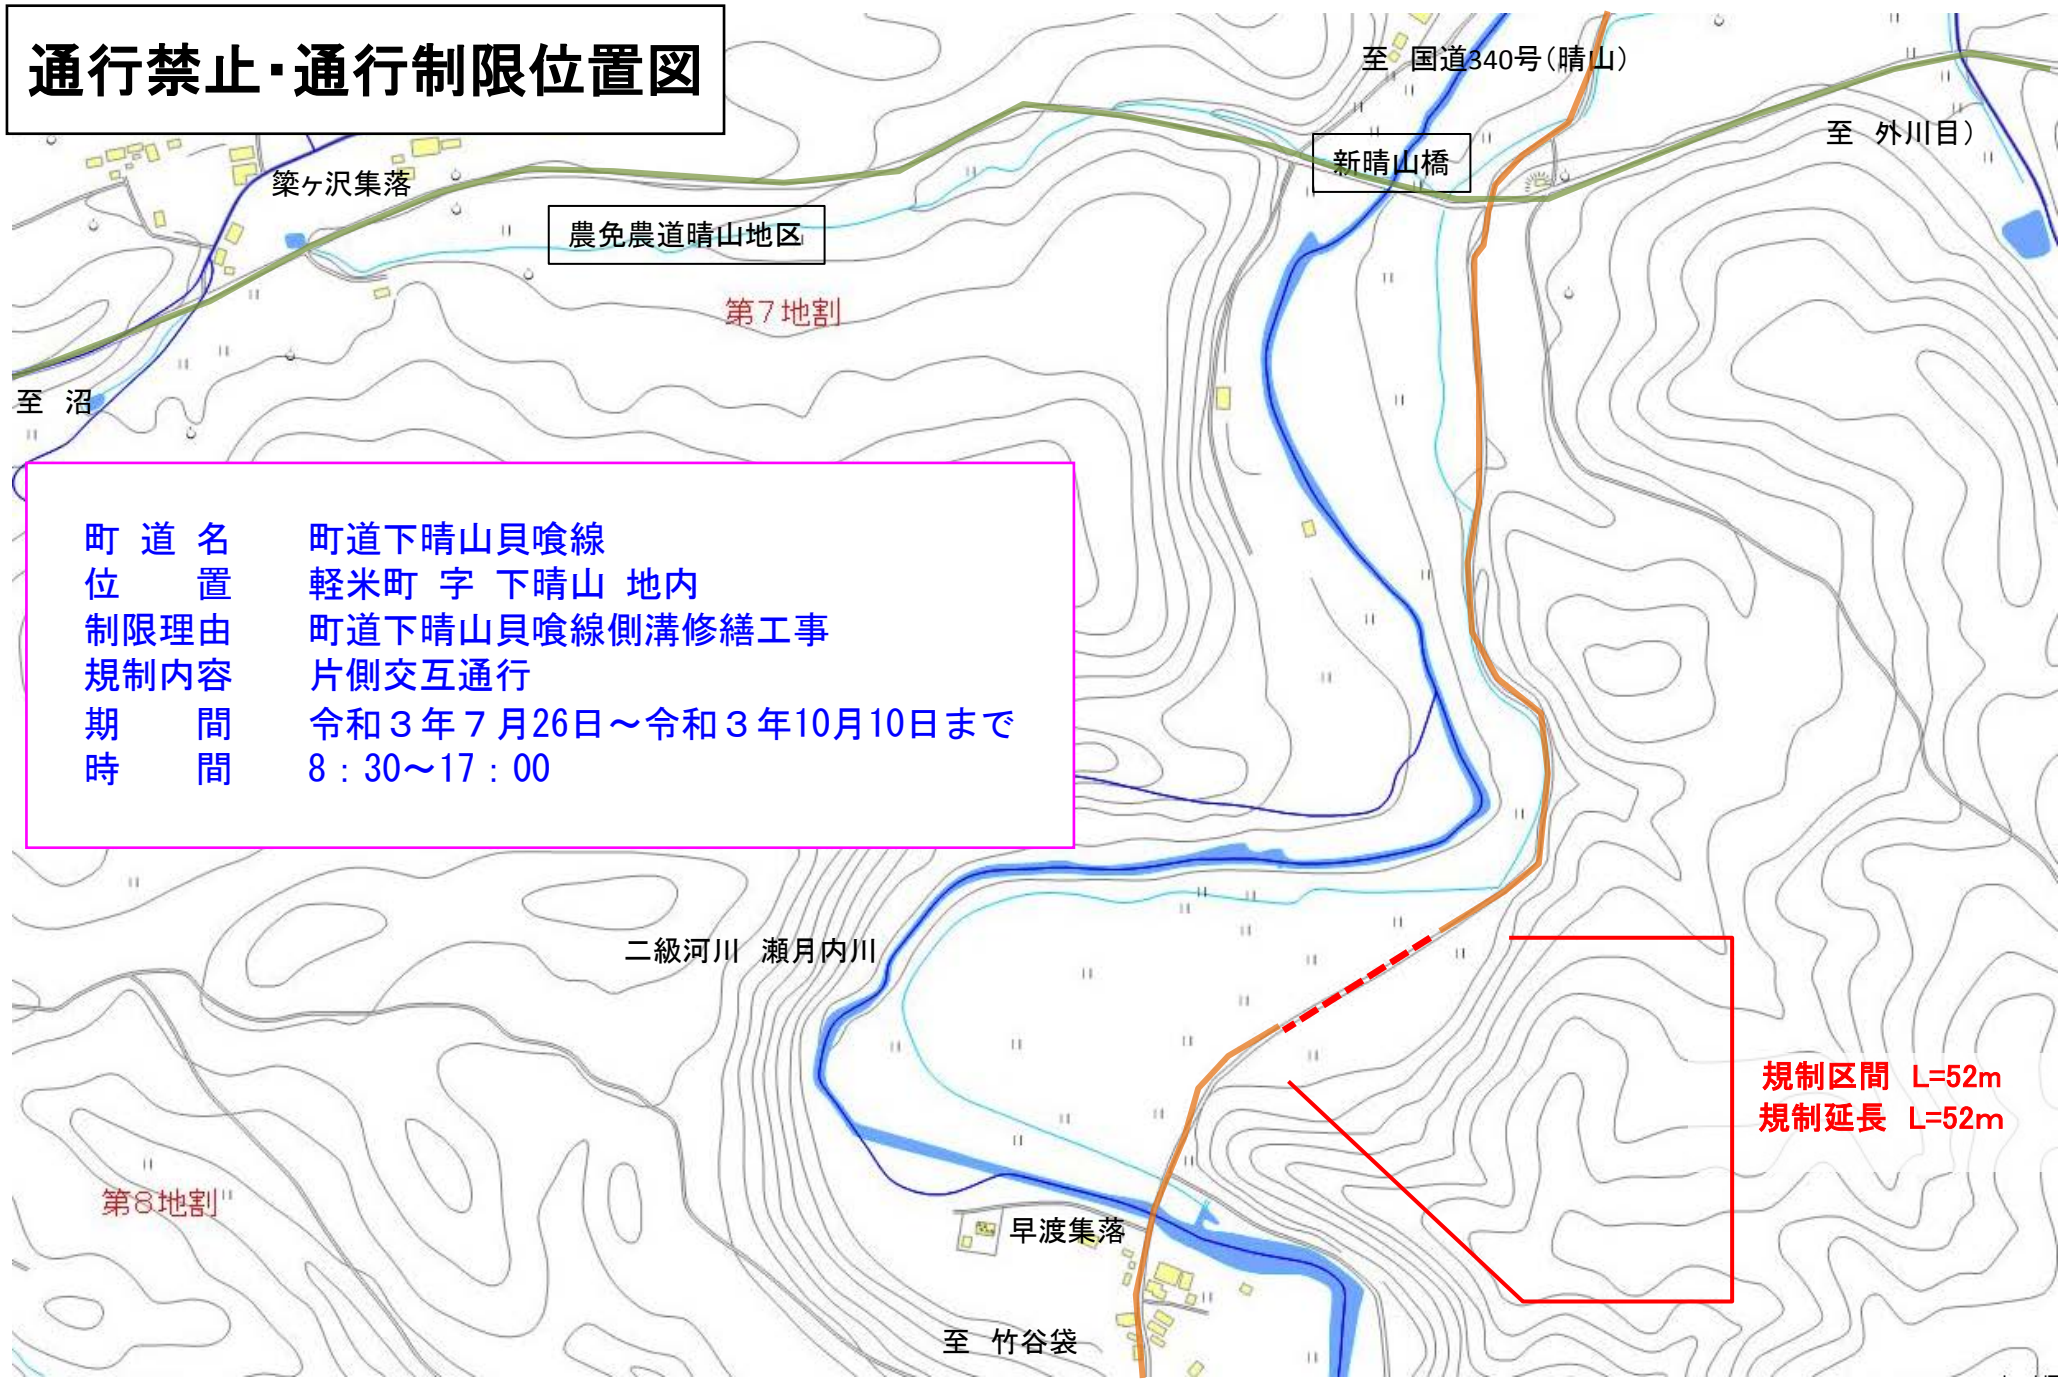 通行禁止・通行制限位置図
至 国道340号(晴山)
至 外川目)
新晴山橋
簗ヶ沢集落
農免農道晴山地区
第7地割
至 沼
町道名 町道下晴山貝喰線
位置 軽米町 字 下晴山 地内
制限理由 町道下晴山貝喰線側溝修繕工事
規制内容 片側交互通行
期間 令和3年7月26日～令和3年10月10日まで
時間 8:30～17:00
二級河川 瀬月内川
規制区間 L=52m
規制延長 L=52m
第8地割
早渡集落
至 竹谷袋